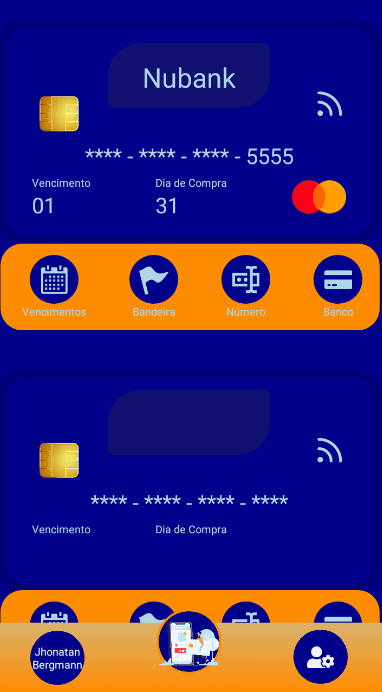 Nubank
**** - **** - **** - 5555
Vencimento Dia de Compra
01 31
Vencimentos Bandeira Número Banco
**** - **** - **** - ****
Vencimento Dia de Compra
Jhonatan
Bergmann